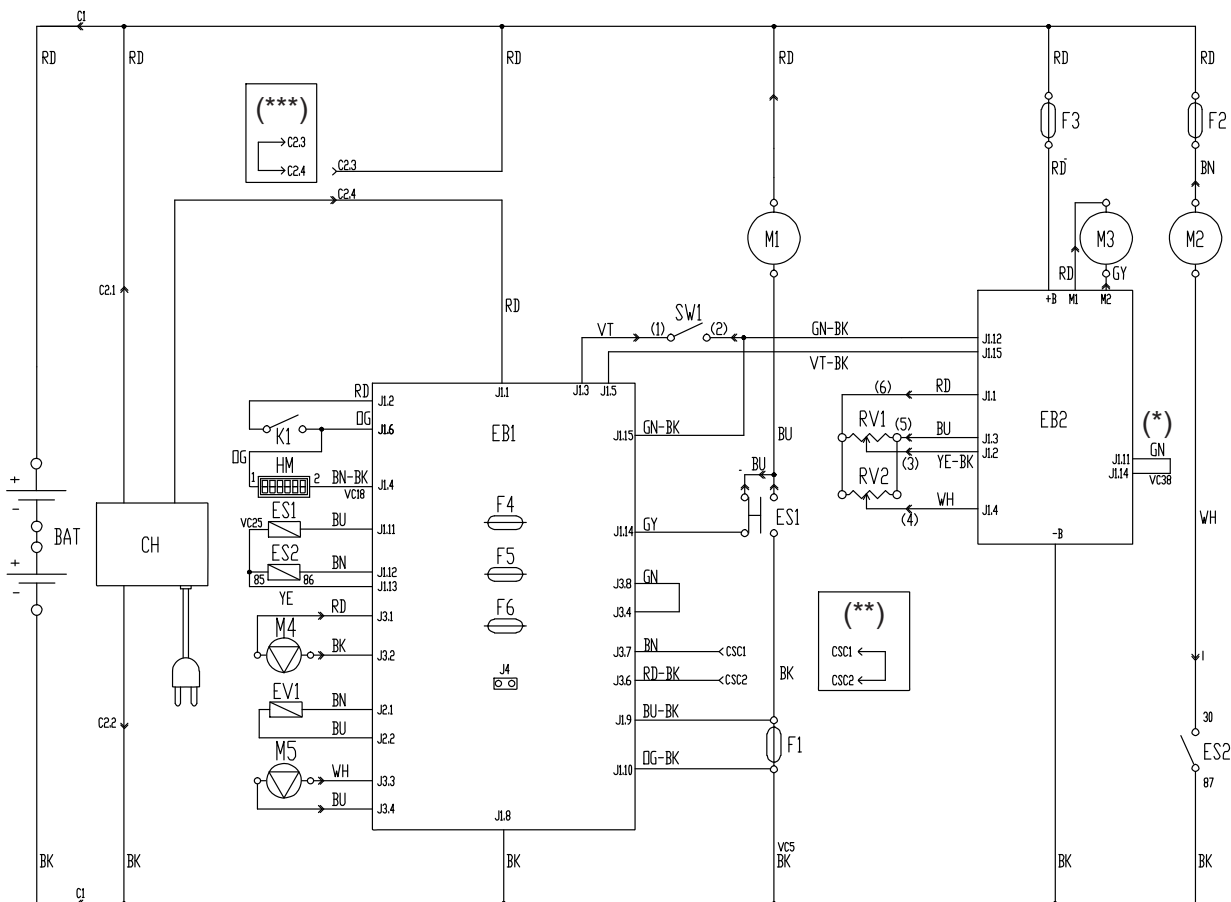 C1
RD RD RD RD RD RD
(***)
C2.3
C2.4
C2.3
C2.4
F3
F2
RD
BN
M1
M3
M2
RD
GY
C2.1
RD
+B M1 M2
SW1
VT (1) (2) GN-BK
J1.12
VT-BK
J1.15
RD
J1.2
J1.1
J1.3
J1.5
OG
J1.6
K1
EB1
GN-BK
J1.15
BU
(6) RD
J1.1
RV1
(5) BU
J1.3
(3) YE-BK
J1.2
EB2
(*)
GN
J1.11
J1.14
VC38
OG
HM
1 2
BN-BK
J1.4
VC18
BU
RV2
WH
(4)
J1.4
ES1
VC25
BU
J1.11
F4
GY
J1.14
ES1
WH
BAT
+
-
+
-
CH
ES2
BN
J1.12
85 86
J1.13
F5
GN
J3.8
J3.4
-B
YE
RD
J3.1
M4
BK
J3.2
F6
(**)
CSC1
CSC2
BN
J3.7
CSC1
RD-BK
J3.6
CSC2
BK
J4
EV1
BN
J2.1
BU
J2.2
BU-BK
J1.9
F1
C2.2
30
ES2
87
M5
WH
J3.3
BU
J3.4
OG-BK
J1.10
J1.8
VC5
BK BK BK BK BK BK
C1